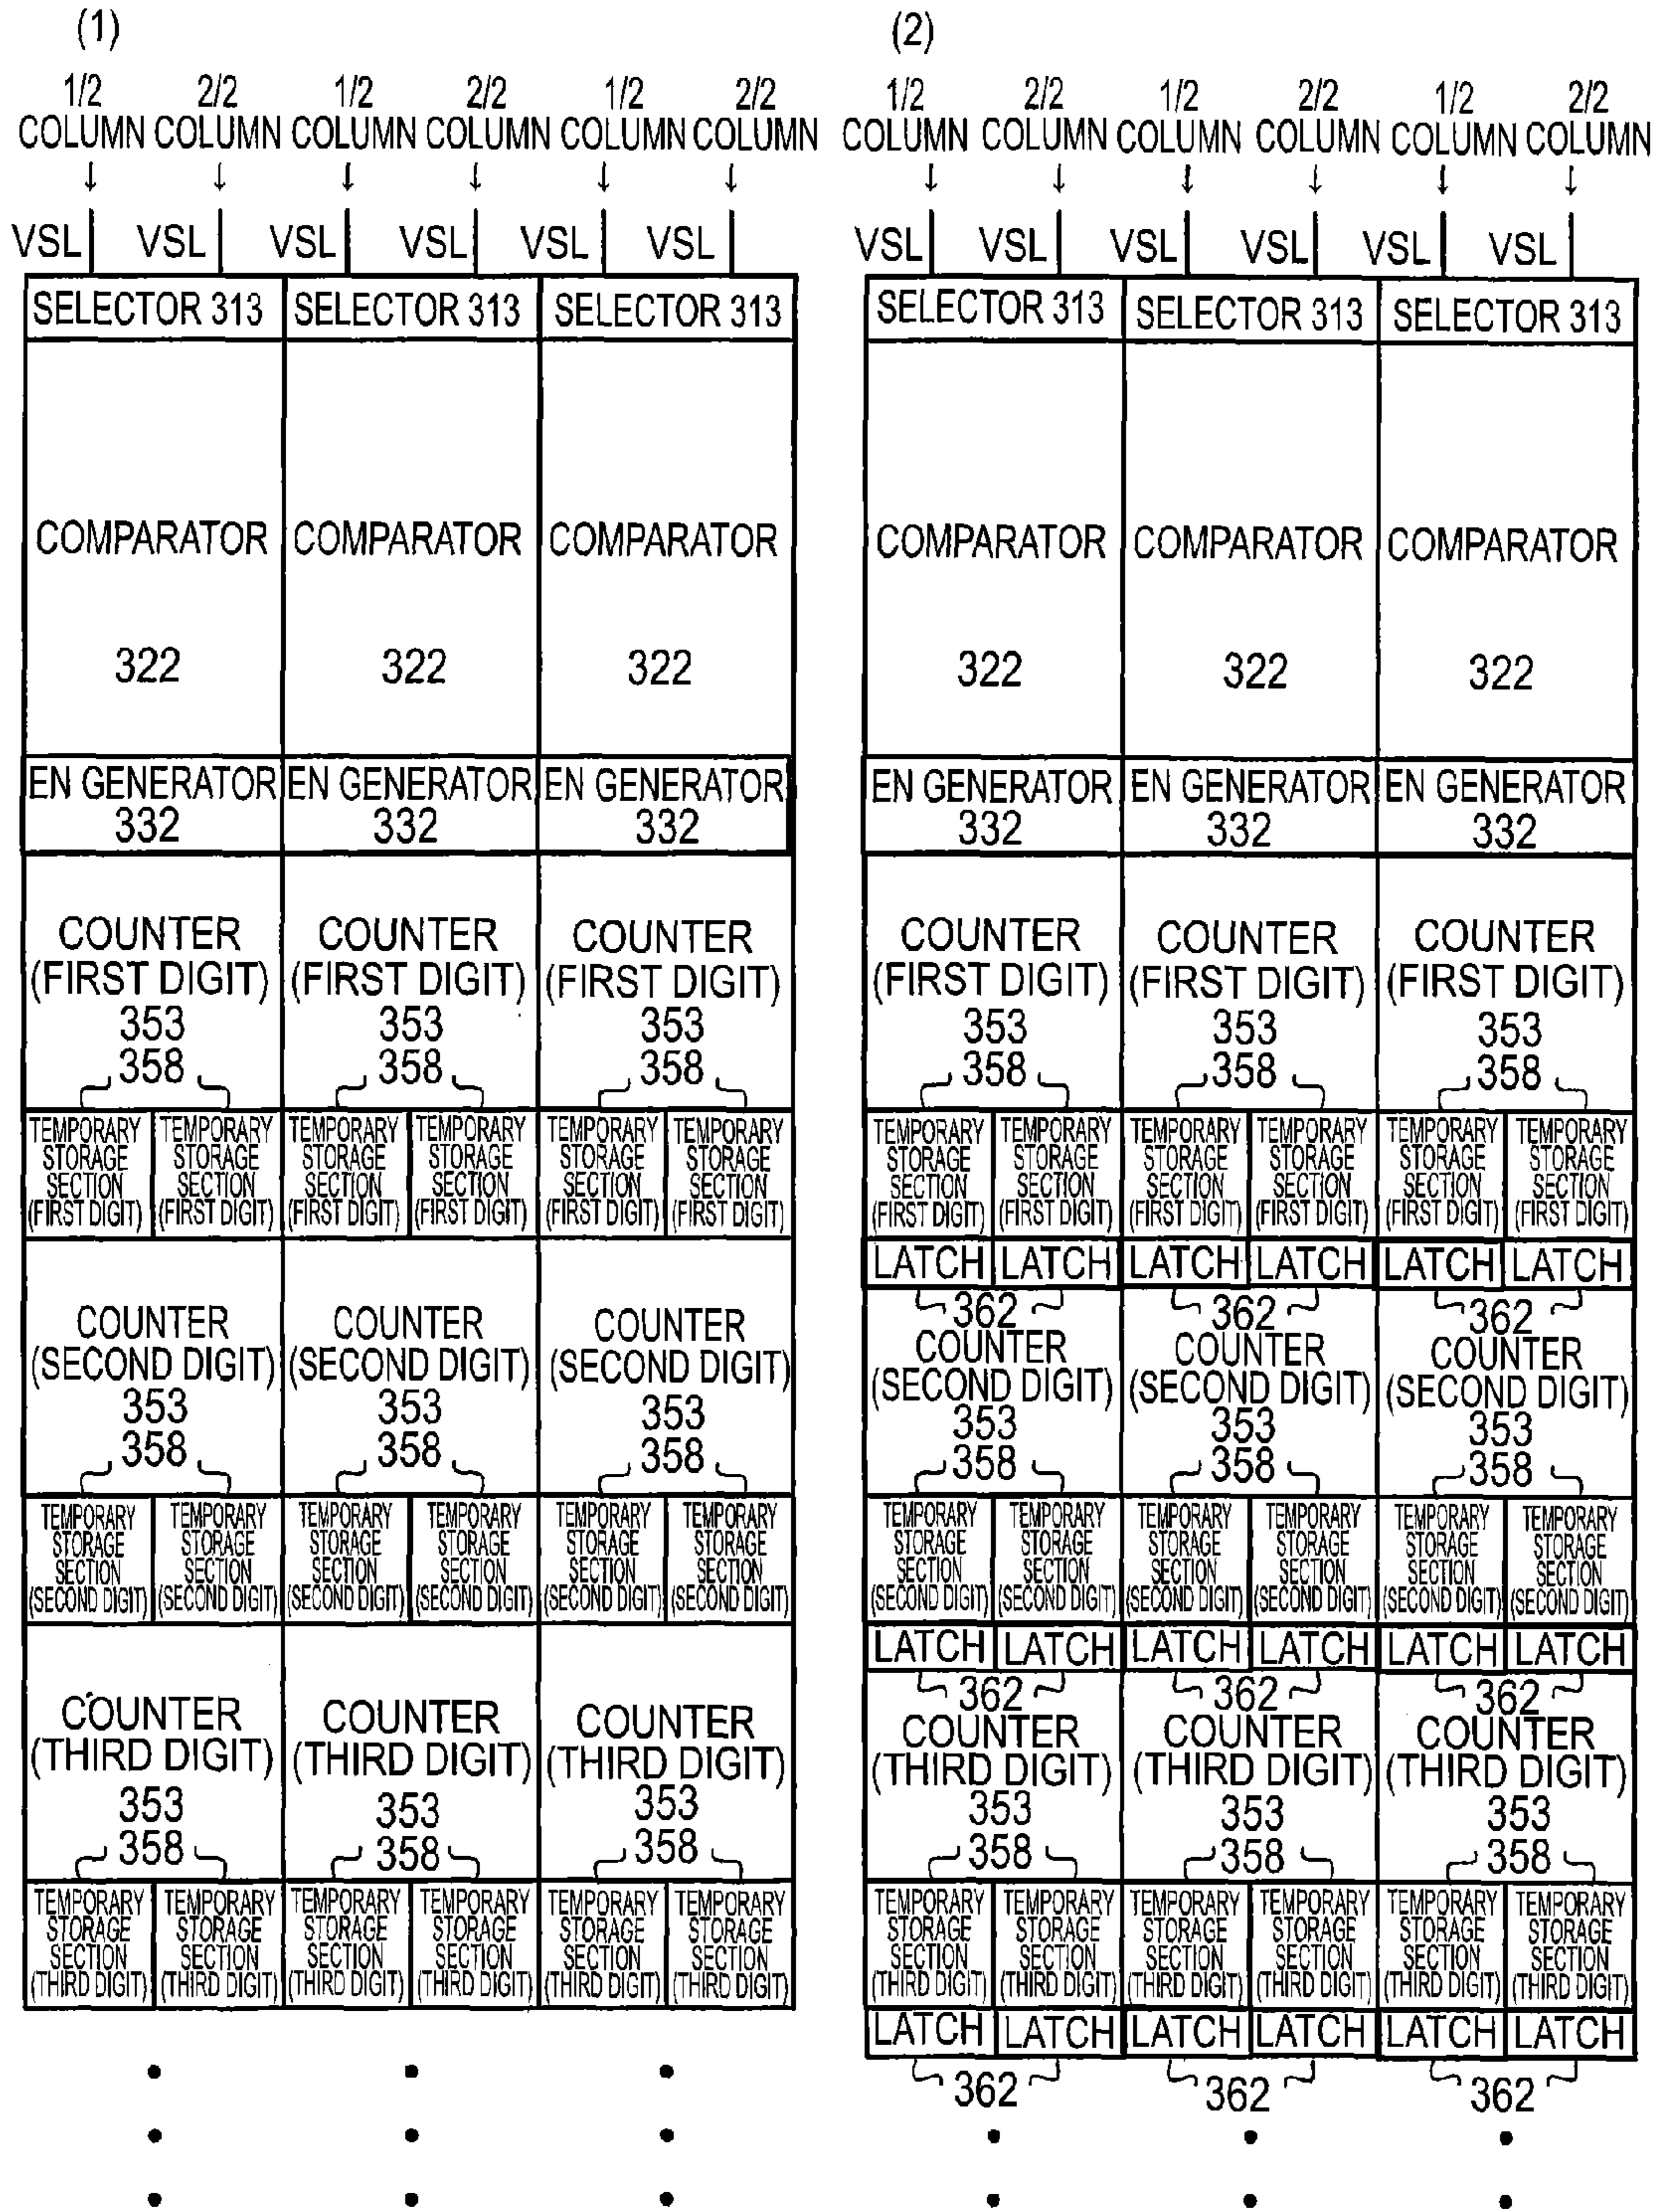 (1)
1/2 2/2 1/2 2/2 1/2 2/2
COLUMN COLUMN COLUMN COLUMN COLUMN COLUMN
VSL VSL VSL VSL VSL VSL
SELECTOR 313 SELECTOR 313 SELECTOR 313
COMPARATOR COMPARATOR COMPARATOR
322 322 322
EN GENERATOR EN GENERATOR EN GENERATOR
332 332 332
COUNTER COUNTER COUNTER
(FIRST DIGIT) (FIRST DIGIT) (FIRST DIGIT)
353 353 353
358 358 358
TEMPORARY TEMPORARY TEMPORARY TEMPORARY TEMPORARY TEMPORARY
STORAGE STORAGE STORAGE STORAGE STORAGE STORAGE
SECTION SECTION SECTION SECTION SECTION SECTION
(FIRST DIGIT) (FIRST DIGIT) (FIRST DIGIT) (FIRST DIGIT) (FIRST DIGIT) (FIRST DIGIT)
COUNTER COUNTER COUNTER
(SECOND DIGIT) (SECOND DIGIT) (SECOND DIGIT)
353 353 353
358 358 358
TEMPORARY TEMPORARY TEMPORARY TEMPORARY TEMPORARY TEMPORARY
STORAGE STORAGE STORAGE STORAGE STORAGE STORAGE
SECTION SECTION SECTION SECTION SECTION SECTION
(SECOND DIGIT) (SECOND DIGIT) (SECOND DIGIT) (SECOND DIGIT) (SECOND DIGIT) (SECOND DIGIT)
COUNTER COUNTER COUNTER
(THIRD DIGIT) (THIRD DIGIT) (THIRD DIGIT)
353 353 353
358 358 358
TEMPORARY TEMPORARY TEMPORARY TEMPORARY TEMPORARY TEMPORARY
STORAGE STORAGE STORAGE STORAGE STORAGE STORAGE
SECTION SECTION SECTION SECTION SECTION SECTION
(THIRD DIGIT) (THIRD DIGIT) (THIRD DIGIT) (THIRD DIGIT) (THIRD DIGIT) (THIRD DIGIT)
(2)
1/2 2/2 1/2 2/2 1/2 2/2
COLUMN COLUMN COLUMN COLUMN COLUMN COLUMN
VSL VSL VSL VSL VSL VSL
SELECTOR 313 SELECTOR 313 SELECTOR 313
COMPARATOR COMPARATOR COMPARATOR
322 322 322
EN GENERATOR EN GENERATOR EN GENERATOR
332 332 332
COUNTER COUNTER COUNTER
(FIRST DIGIT) (FIRST DIGIT) (FIRST DIGIT)
353 353 353
358 358 358
TEMPORARY TEMPORARY TEMPORARY TEMPORARY TEMPORARY TEMPORARY
STORAGE STORAGE STORAGE STORAGE STORAGE STORAGE
SECTION SECTION SECTION SECTION SECTION SECTION
(FIRST DIGIT) (FIRST DIGIT) (FIRST DIGIT) (FIRST DIGIT) (FIRST DIGIT) (FIRST DIGIT)
LATCH LATCH LATCH LATCH LATCH LATCH
362 362 362
COUNTER COUNTER COUNTER
(SECOND DIGIT) (SECOND DIGIT) (SECOND DIGIT)
353 353 353
358 358 358
TEMPORARY TEMPORARY TEMPORARY TEMPORARY TEMPORARY TEMPORARY
STORAGE STORAGE STORAGE STORAGE STORAGE STORAGE
SECTION SECTION SECTION SECTION SECTION SECTION
(SECOND DIGIT) (SECOND DIGIT) (SECOND DIGIT) (SECOND DIGIT) (SECOND DIGIT) (SECOND DIGIT)
LATCH LATCH LATCH LATCH LATCH LATCH
362 362 362
COUNTER COUNTER COUNTER
(THIRD DIGIT) (THIRD DIGIT) (THIRD DIGIT)
353 353 353
358 358 358
TEMPORARY TEMPORARY TEMPORARY TEMPORARY TEMPORARY TEMPORARY
STORAGE STORAGE STORAGE STORAGE STORAGE STORAGE
SECTION SECTION SECTION SECTION SECTION SECTION
(THIRD DIGIT) (THIRD DIGIT) (THIRD DIGIT) (THIRD DIGIT) (THIRD DIGIT) (THIRD DIGIT)
LATCH LATCH LATCH LATCH LATCH LATCH
362 362 362